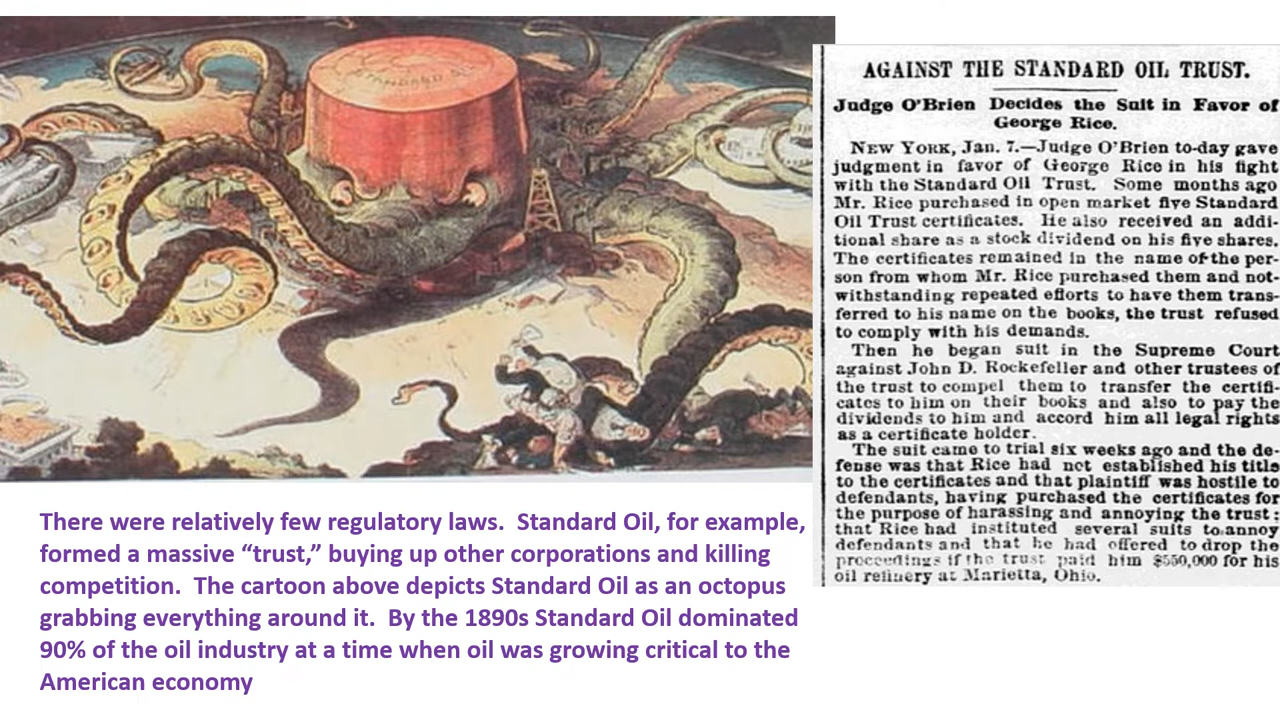 STANDARD OIL
There were relatively few regulatory laws.  Standard Oil, for example,
formed a massive “trust,” buying up other corporations and killing
competition.  The cartoon above depicts Standard Oil as an octopus
grabbing everything around it.  By the 1890s Standard Oil dominated
90% of the oil industry at a time when oil was growing critical to the
American economy
AGAINST THE STANDARD OIL TRUST.
Judge O'Brien Decides the Suit in Favor of
George Rice.
NEW YORK, Jan. 7.—Judge O'Brien to-day gave
judgment in favor of George Rice in his fight
with the Standard Oil Trust. Some months ago
Mr. Rice purchased in open market five Standard
Oil Trust certificates. He also received an addi-
tional share as a stock dividend on his five shares.
The certificates remained in the name of the per-
son from whom Mr. Rice purchased them and not-
withstanding repeated efforts to have them trans-
ferred to his name on the books, the trust refused
to comply with his demands.
Then he began suit in the Supreme Court
against John D. Rockefeller and other trustees of
the trust to compel them to transfer the certifi-
cates to him on their books and also to pay the
dividends to him and accord him all legal rights
as a certificate holder.
The suit came to trial six weeks ago and the de-
fense was that Rice had not established his title
to the certificates and that plaintiff was hostile to
defendants, having purchased the certificates for
the purpose of harassing and annoying the trust;
that Rice had instituted several suits to annoy
defendants and that he had offered to drop the
proceedings if the trust paid him $550,000 for his
oil refinery at Marietta, Ohio.